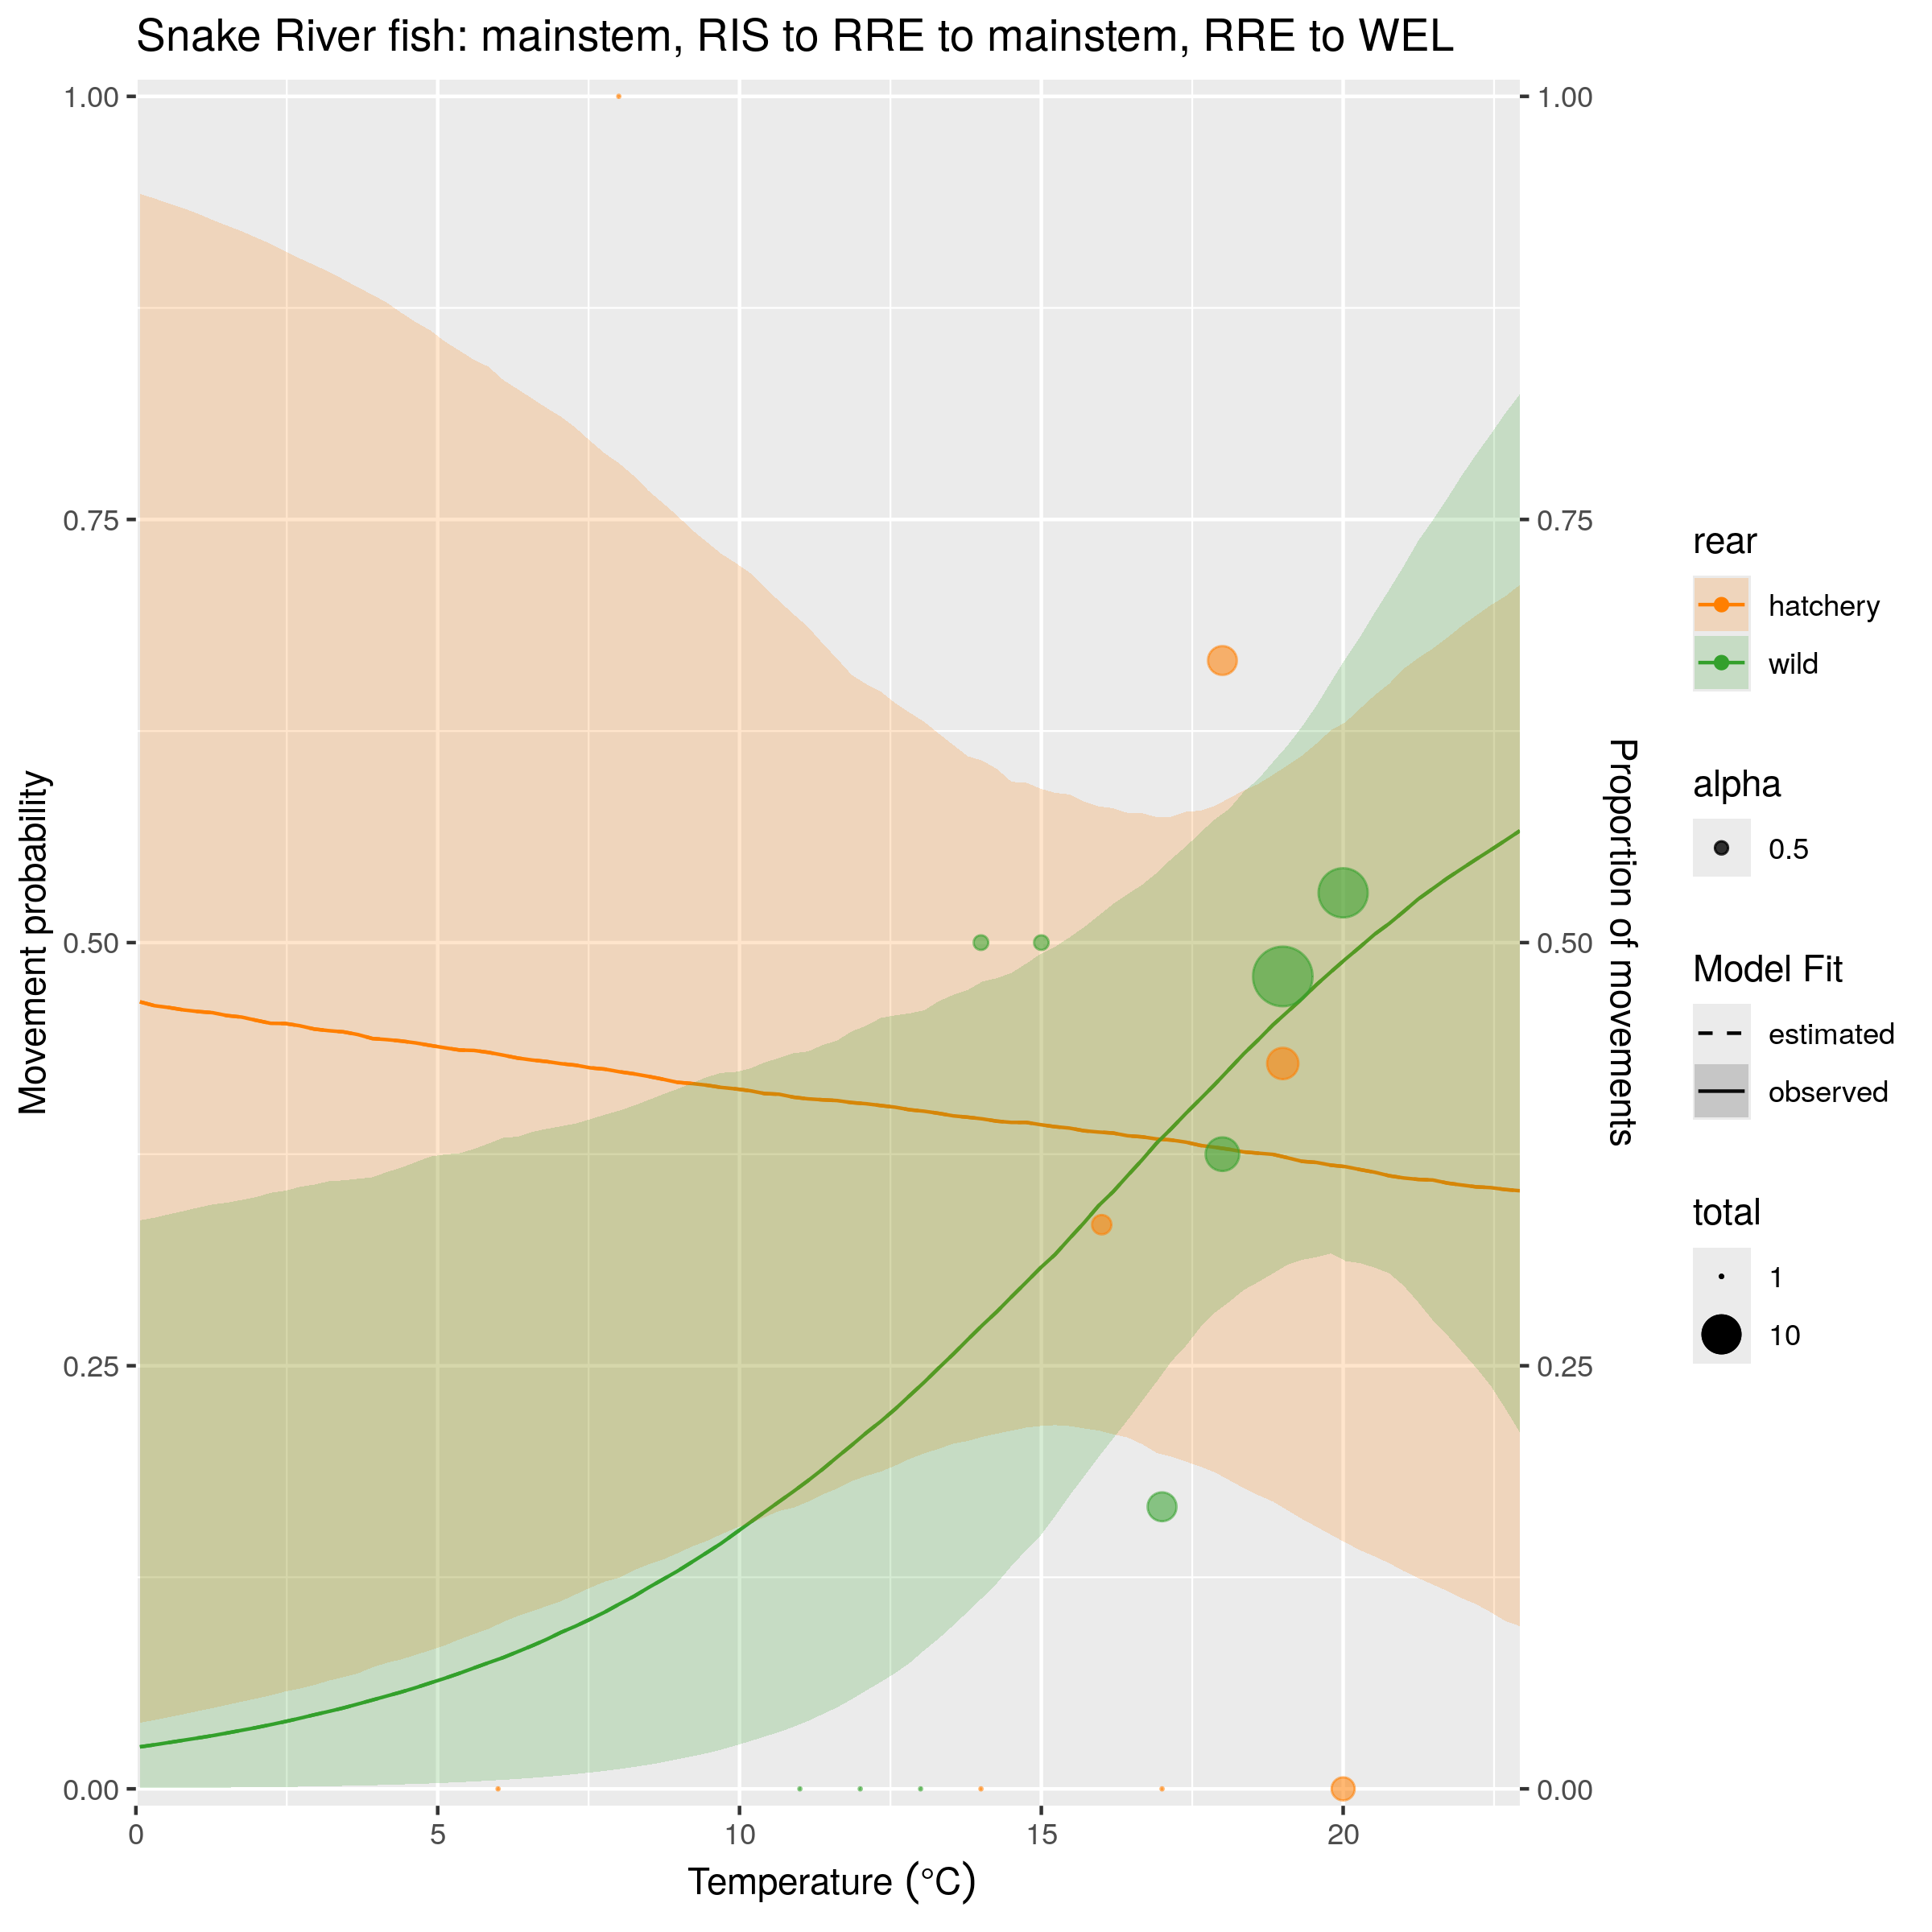 Snake River fish: mainstem, RIS to RRE to mainstem, RRE to WEL
Movement probability
1.00
0.75
0.50
0.25
0.00
0
5
10
15
20
Temperature (°C)
1.00
0.75
0.50
0.25
0.00
Proportion of movements
rear
hatchery
wild
alpha
0.5
Model Fit
estimated
observed
total
1
10